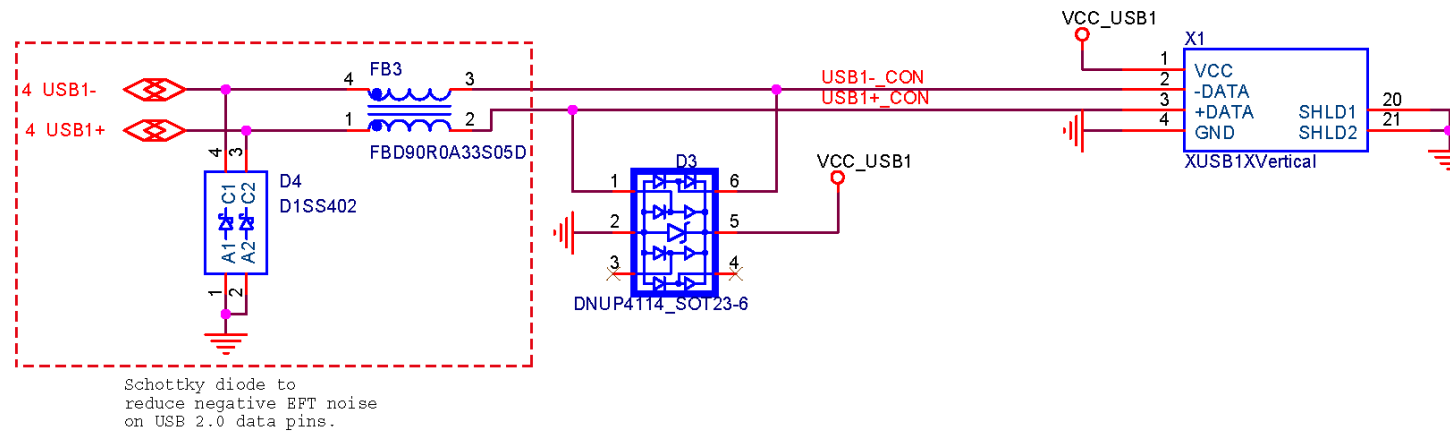 VCC_USB1
X1
FB3
4 USB1-
4
3
USB1-_CON
1
VCC
2
-DATA
USB1+_CON
3
+DATA
SHLD1
20
4 USB1+
1
2
4
GND
SHLD2
21
FBD90R0A33S05D
XUSB1XVertical
4
3
D3
VCC_USB1
D4
D1SS402
C1
C2
A1
A2
1
6
2
5
3
4
1
2
DNUP4114_SOT23-6
Schottky diode to
reduce negative EFT noise
on USB 2.0 data pins.